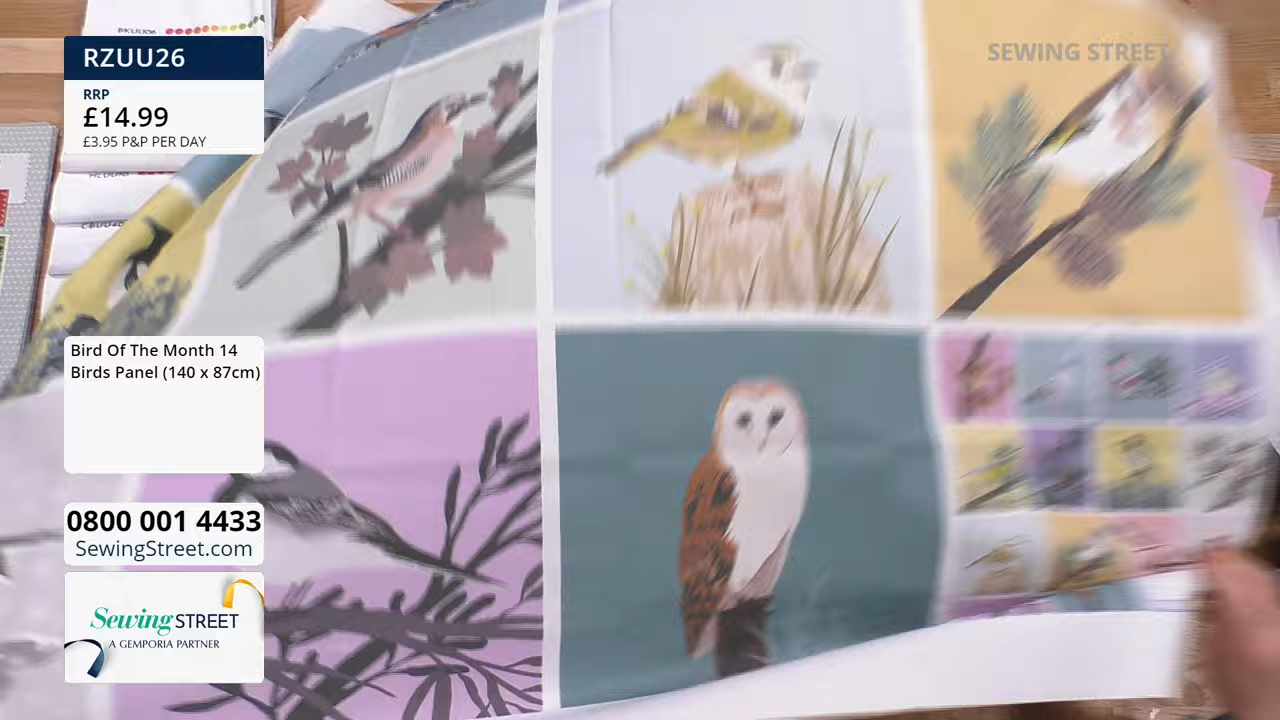 BKUU06
RZUU26
SEWING STREET
RRP
£14.99
£3.95 P&P PER DAY
Bird Of The Month 14
Birds Panel (140 x 87cm)
0800 001 4433
SewingStreet.com
Sewing STREET
A GEMPORIA PARTNER